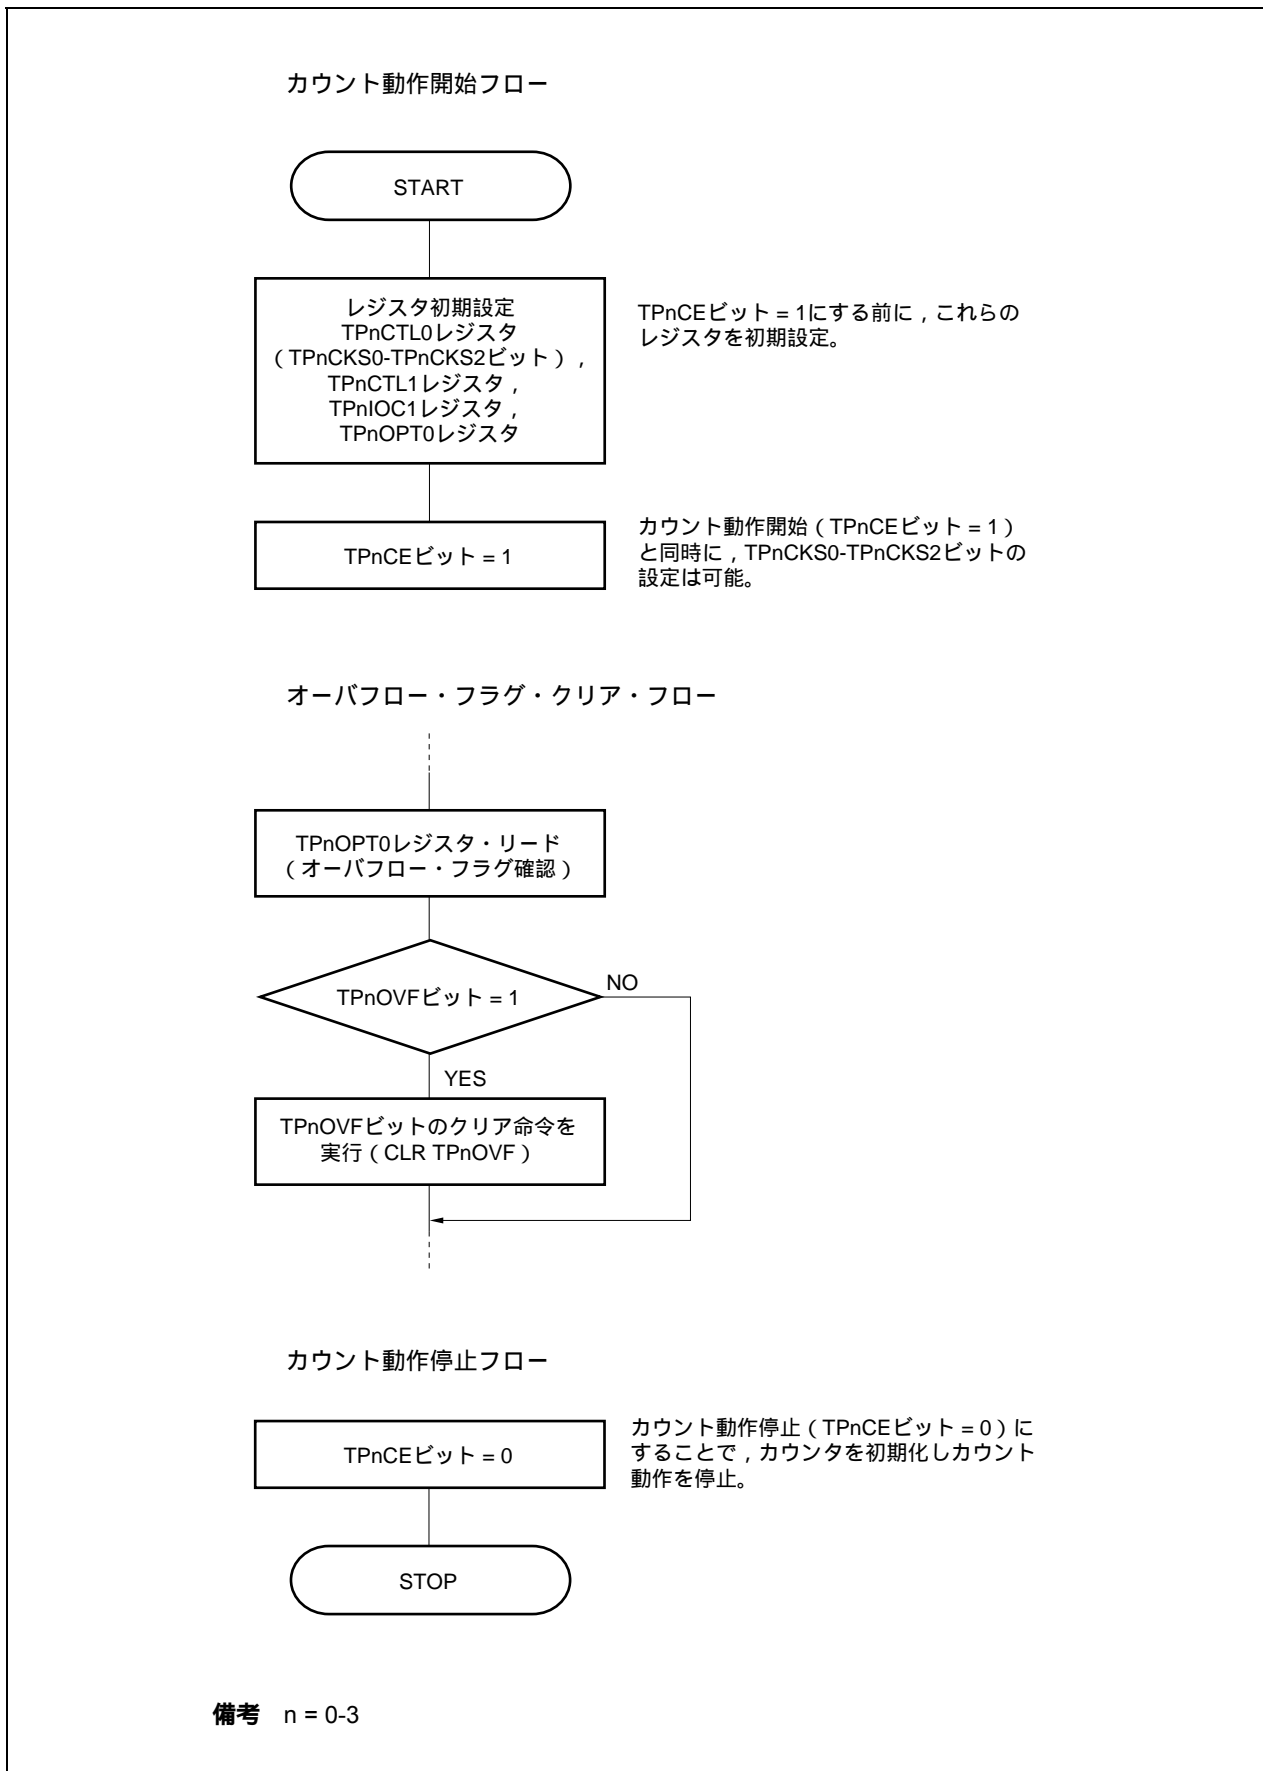 カウント動作開始フロー
START
レジスタ初期設定
TPnCTL0レジスタ
（TPnCKS0-TPnCKS2ビット），
TPnCTL1レジスタ，
TPnIOC1レジスタ，
TPnOPT0レジスタ
TPnCEビット = 1にする前に，これらの
レジスタを初期設定。
TPnCEビット = 1
カウント動作開始（TPnCEビット = 1）
と同時に，TPnCKS0-TPnCKS2ビットの
設定は可能。
オーバフロー・フラグ・クリア・フロー
TPnOPT0レジスタ・リード
（オーバフロー・フラグ確認）
TPnOVFビット = 1
NO
YES
TPnOVFビットのクリア命令を
実行（CLR TPnOVF）
カウント動作停止フロー
TPnCEビット = 0
カウント動作停止（TPnCEビット = 0）に
することで，カウンタを初期化しカウント
動作を停止。
STOP
備考 n = 0-3